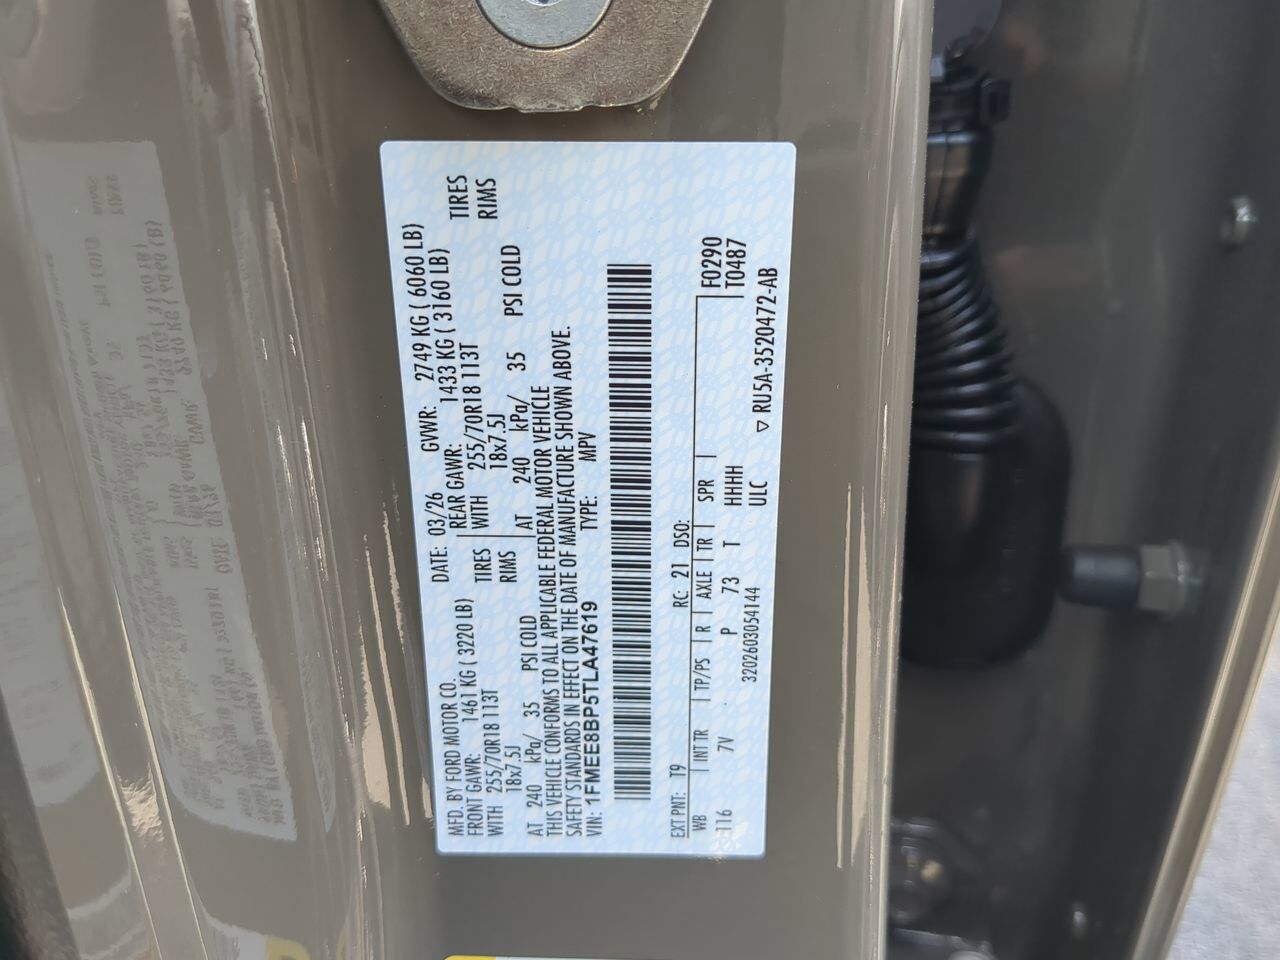 MFD. BY FORD MOTOR CO.
DATE: 03/26 GVWR: 2749 KG ( 6060 LB)
FRONT GAWR: 1461 KG ( 3220 LB) REAR GAWR: 1433 KG ( 3160 LB)
WITH 255/70R18 113T TIRES WITH 255/70R18 113T TIRES
18x7.5J RIMS 18x7.5J RIMS
AT 240 kPa/ 35 PSI COLD AT 240 kPa/ 35 PSI COLD
THIS VEHICLE CONFORMS TO ALL APPLICABLE FEDERAL MOTOR VEHICLE
SAFETY STANDARDS IN EFFECT ON THE DATE OF MANUFACTURE SHOWN ABOVE.
VIN: 1FMEE8BP5TLA47619 TYPE: MPV
EXT PNT: T9 RC: 21 DSO: F0290
WB INT TR TP/PS R AXLE TR SPR T0487
116 7V P 73 T HHHH
3202603054144 ULC ▽ RU5A-3520472-AB